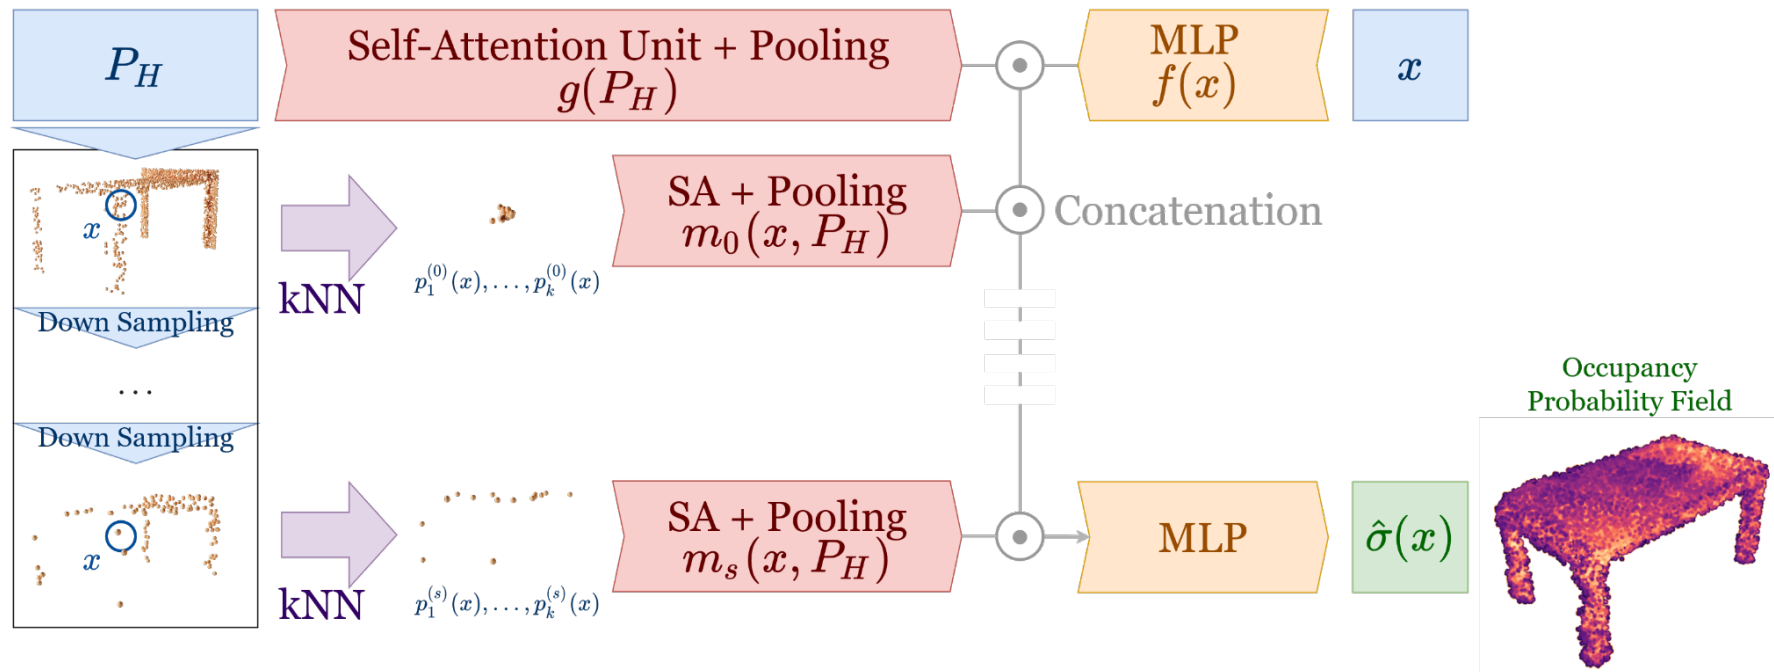 P_H
Self-Attention Unit + Pooling
g(P_H)
MLP
f(x)
x
x
kNN
p_1^{(0)}(x), ..., p_k^{(0)}(x)
SA + Pooling
m_0(x, P_H)
Concatenation
Down Sampling
...
Down Sampling
x
kNN
p_1^{(s)}(x), ..., p_k^{(s)}(x)
SA + Pooling
m_s(x, P_H)
MLP
σ̂(x)
Occupancy
Probability Field